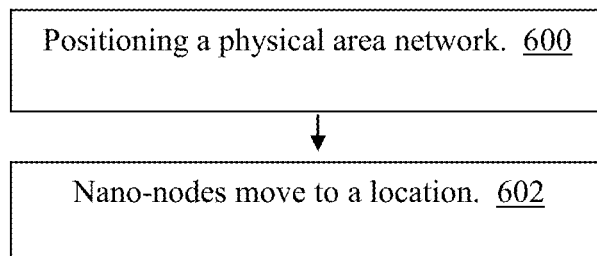 Positioning a physical area network. 600
Nano-nodes move to a location. 602